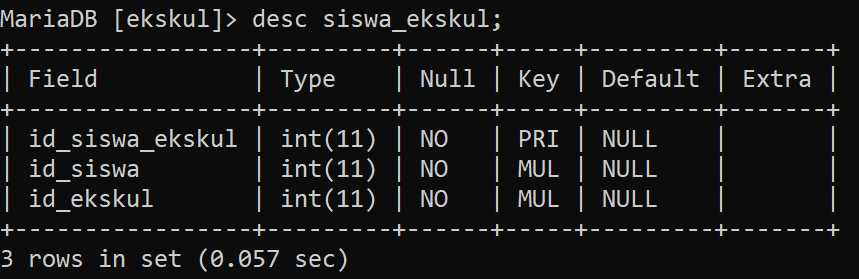 MariaDB [ekskul]> desc siswa_ekskul;
+-----------------+---------+------+-----+---------+-------+
| Field           | Type    | Null | Key | Default | Extra |
+-----------------+---------+------+-----+---------+-------+
| id_siswa_ekskul | int(11) | NO   | PRI | NULL    |       |
| id_siswa        | int(11) | NO   | MUL | NULL    |       |
| id_ekskul       | int(11) | NO   | MUL | NULL    |       |
+-----------------+---------+------+-----+---------+-------+
3 rows in set (0.057 sec)